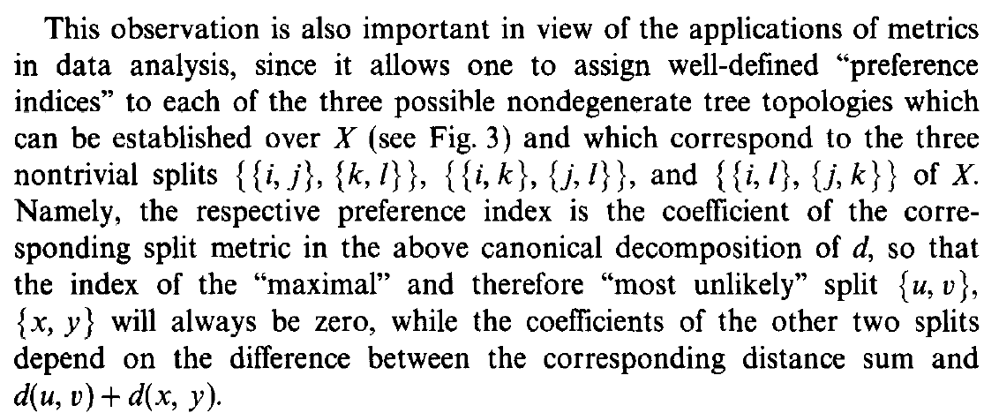 This observation is also important in view of the applications of metrics
in data analysis, since it allows one to assign well-defined “preference
indices” to each of the three possible nondegenerate tree topologies which
can be established over X (see Fig. 3) and which correspond to the three
nontrivial splits {{i, j}, {k, l}}, {{i, k}, {j, l}}, and {{i, l}, {j, k}} of X.
Namely, the respective preference index is the coefficient of the corre-
sponding split metric in the above canonical decomposition of d, so that
the index of the “maximal” and therefore “most unlikely” split {u, v},
{x, y} will always be zero, while the coefficients of the other two splits
depend on the difference between the corresponding distance sum and
d(u, v) + d(x, y).